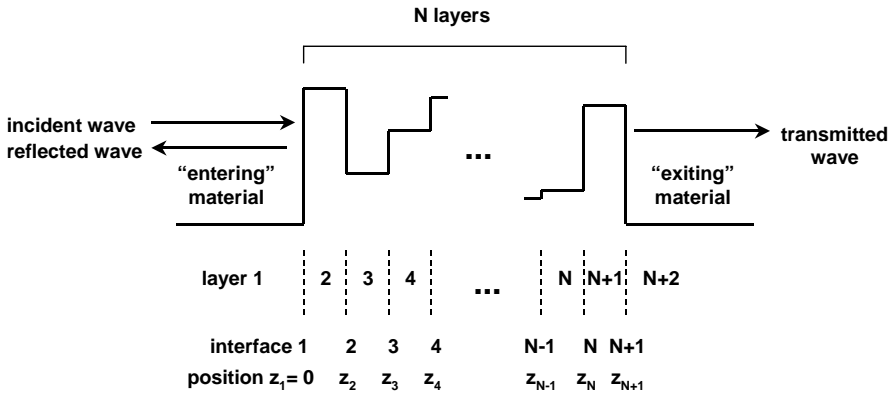 N layers
incident wave
reflected wave
transmitted
wave
...
“entering”
material
“exiting”
material
layer 1 2 3 4 ... N N+1 N+2
interface 1 2 3 4 N-1 N N+1
position z1= 0 z2 z3 z4 zN-1 zN zN+1